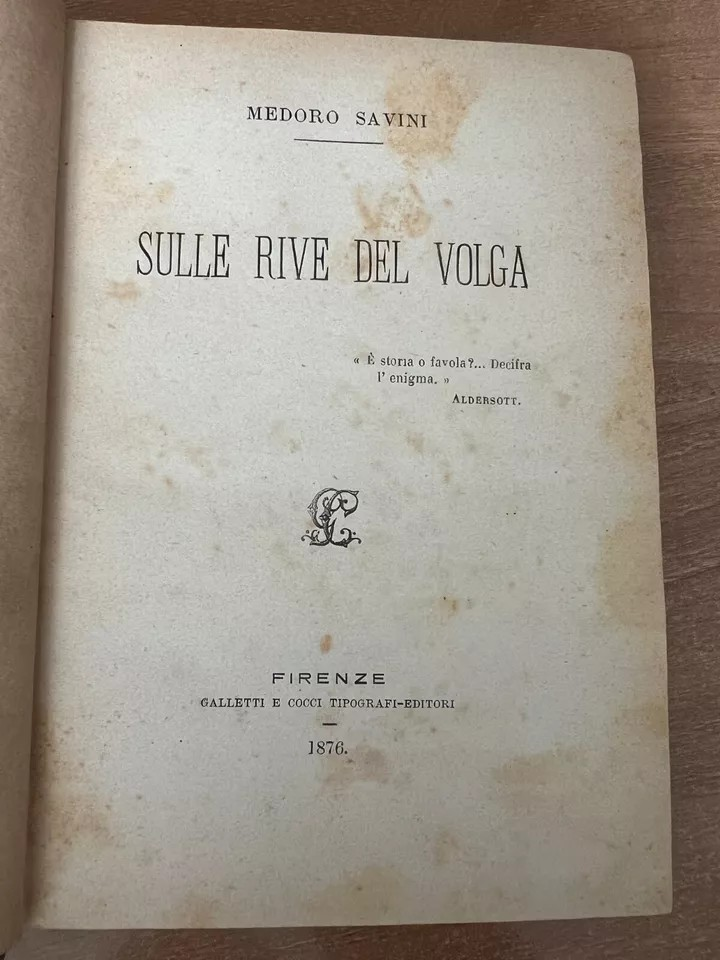 MEDORO SAVINI
SULLE RIVE DEL VOLGA
« È storia o favola?... Decifra
l' enigma. »
ALDERSOTT.
FIRENZE
GALLETTI E COCCI TIPOGRAFI-EDITORI
1876.